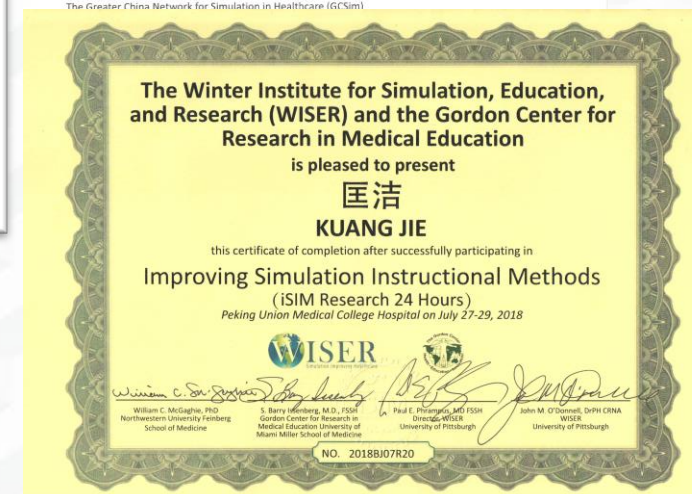 The Greater China Network for Simulation in Healthcare (GCSim)
The Winter Institute for Simulation, Education,
and Research (WISER) and the Gordon Center for
Research in Medical Education
is pleased to present
匡洁
KUANG JIE
this certificate of completion after successfully participating in
Improving Simulation Instructional Methods
(iSIM Research 24 Hours)
Peking Union Medical College Hospital on July 27-29, 2018
WISER
William C. McGaghie, PhD
Northwestern University Feinberg
School of Medicine
S. Barry Issenberg, M.D., FSSH
Gordon Center for Research in
Medical Education University of
Miami Miller School of Medicine
Paul E. Phrampus, MD FSSH
Director, WISER
University of Pittsburgh
John M. O'Donnell, DrPH CRNA
WISER
University of Pittsburgh
NO. 2018BJ07R20